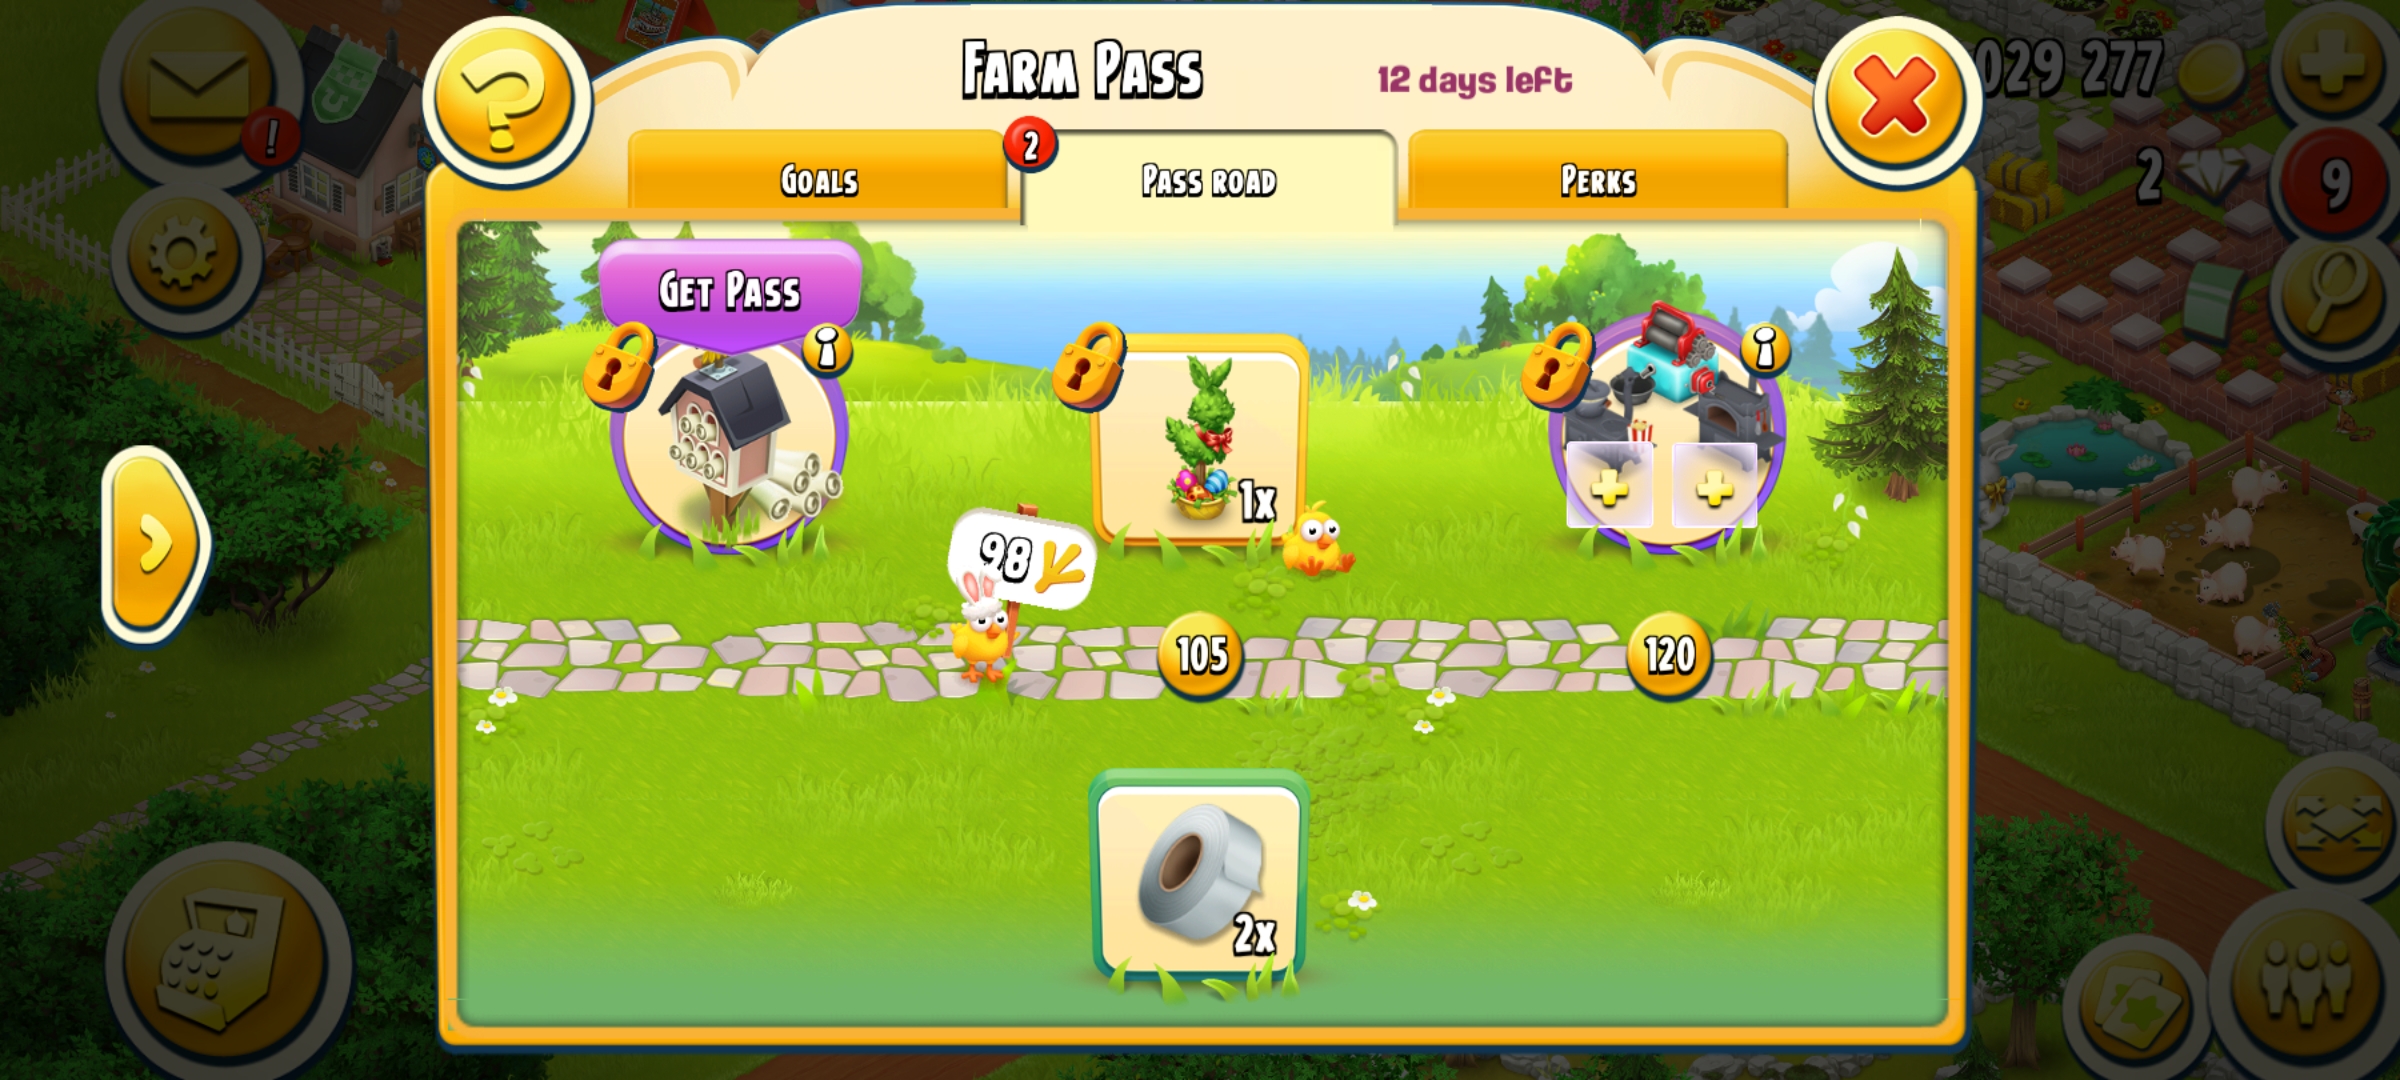 FARM PASS
12 days left
029 277
2
9
!
GOALS
2
PASS ROAD
PERKS
GET PASS
1x
98
105
120
2x